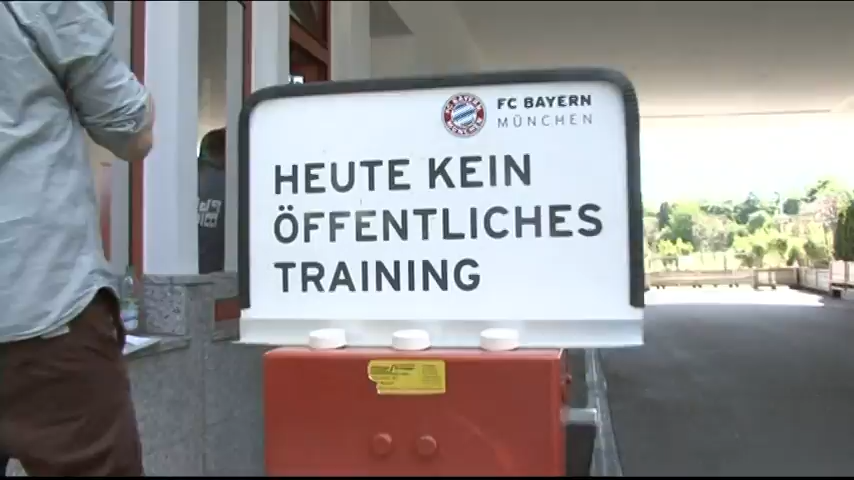 FC BAYERN
MÜNCHEN
HEUTE KEIN
ÖFFENTLICHES
TRAINING